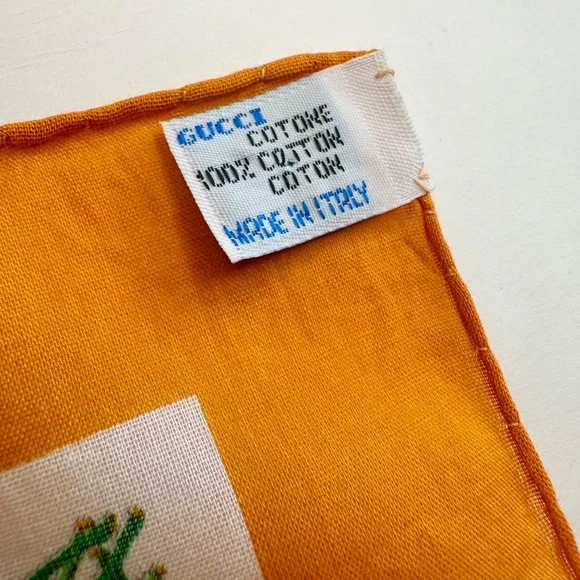 GUCCI
COTONE
100% COTTON
COTON
MADE IN ITALY